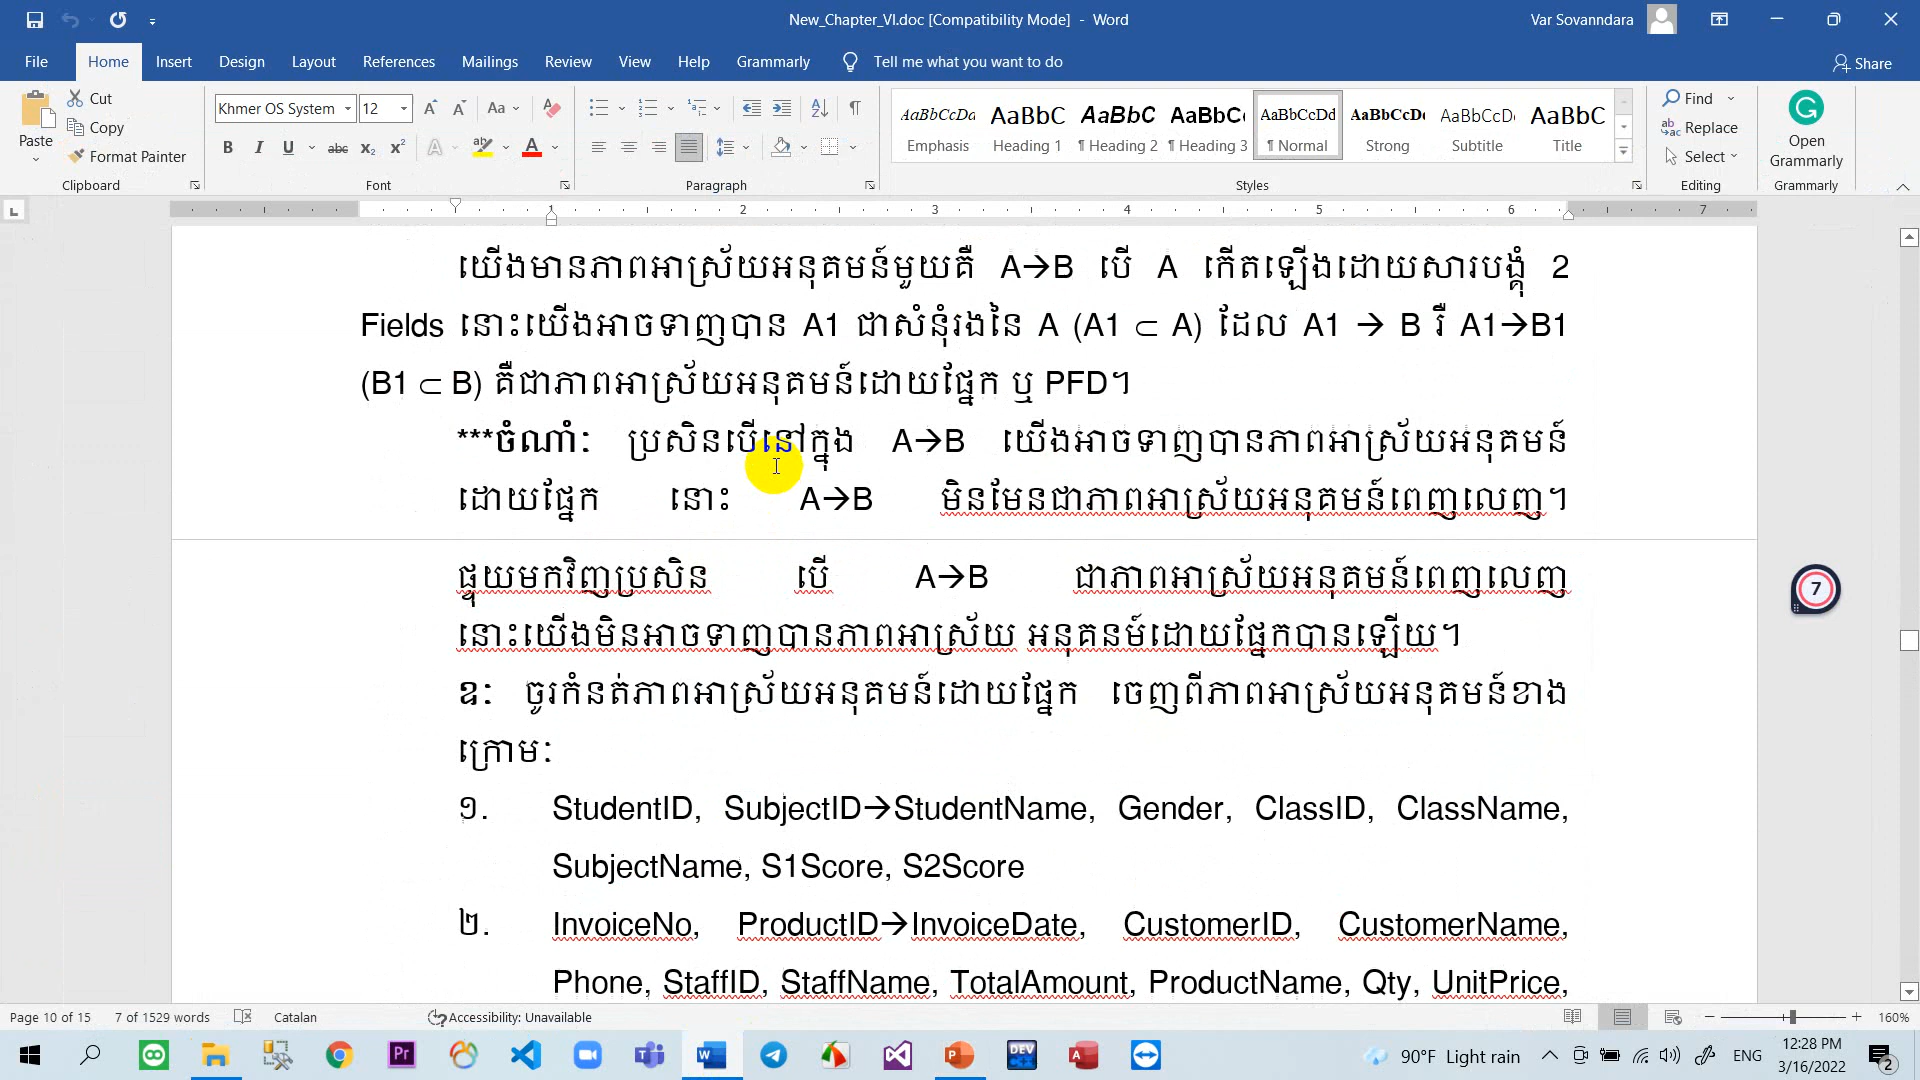 New_Chapter_VI.doc [Compatibility Mode] - Word
Var Sovanndara
File Home Insert Design Layout References Mailings Review View Help Grammarly Tell me what you want to do Share
Cut
Copy
Format Painter
Paste
Clipboard
Khmer OS System 12
Font
Paragraph
AaBbCcDd AaBbC AaBbC AaBbC AaBbCcDd AaBbCcD AaBbCcD AaBbC
Emphasis Heading 1 ¶ Heading 2 ¶ Heading 3 ¶ Normal Strong Subtitle Title
Styles
Find
Replace
Select
Editing
Open Grammarly
Grammarly
1 2 3 4 5 6 7
យើងមានភាពអាស្រ័យអនុគមន៍មួយគឺ A→B បើ A កើតឡើងដោយសារបង្គុំ 2
Fields នោះយើងអាចទាញបាន A1 ជាសំនុំរងនៃ A (A1 ⊂ A) ដែល A1 → B រឺ A1→B1
(B1 ⊂ B) គឺជាភាពអាស្រ័យអនុគមន៍ដោយផ្នែក ឬ PFD។
***ចំណាំ: ប្រសិនបើនៅក្នុង A→B យើងអាចទាញបានភាពអាស្រ័យអនុគមន៍
ដោយផ្នែក នោះ A→B មិនមែនជាភាពអាស្រ័យអនុគមន៍ពេញលេញ។
ផ្ទុយមកវិញប្រសិន បើ A→B ជាភាពអាស្រ័យអនុគមន៍ពេញលេញ
នោះយើងមិនអាចទាញបានភាពអាស្រ័យ អនុគនម៍ដោយផ្នែកបានឡើយ។
ឧៈ ចូរកំនត់ភាពអាស្រ័យអនុគមន៍ដោយផ្នែក ចេញពីភាពអាស្រ័យអនុគមន៍ខាង
ក្រោមៈ
១. StudentID, SubjectID→StudentName, Gender, ClassID, ClassName,
SubjectName, S1Score, S2Score
២. InvoiceNo, ProductID→InvoiceDate, CustomerID, CustomerName,
Phone, StaffID, StaffName, TotalAmount, ProductName, Qty, UnitPrice,
7
Page 10 of 15 7 of 1529 words Catalan Accessibility: Unavailable 160%
90°F Light rain ENG 12:28 PM
3/16/2022 2